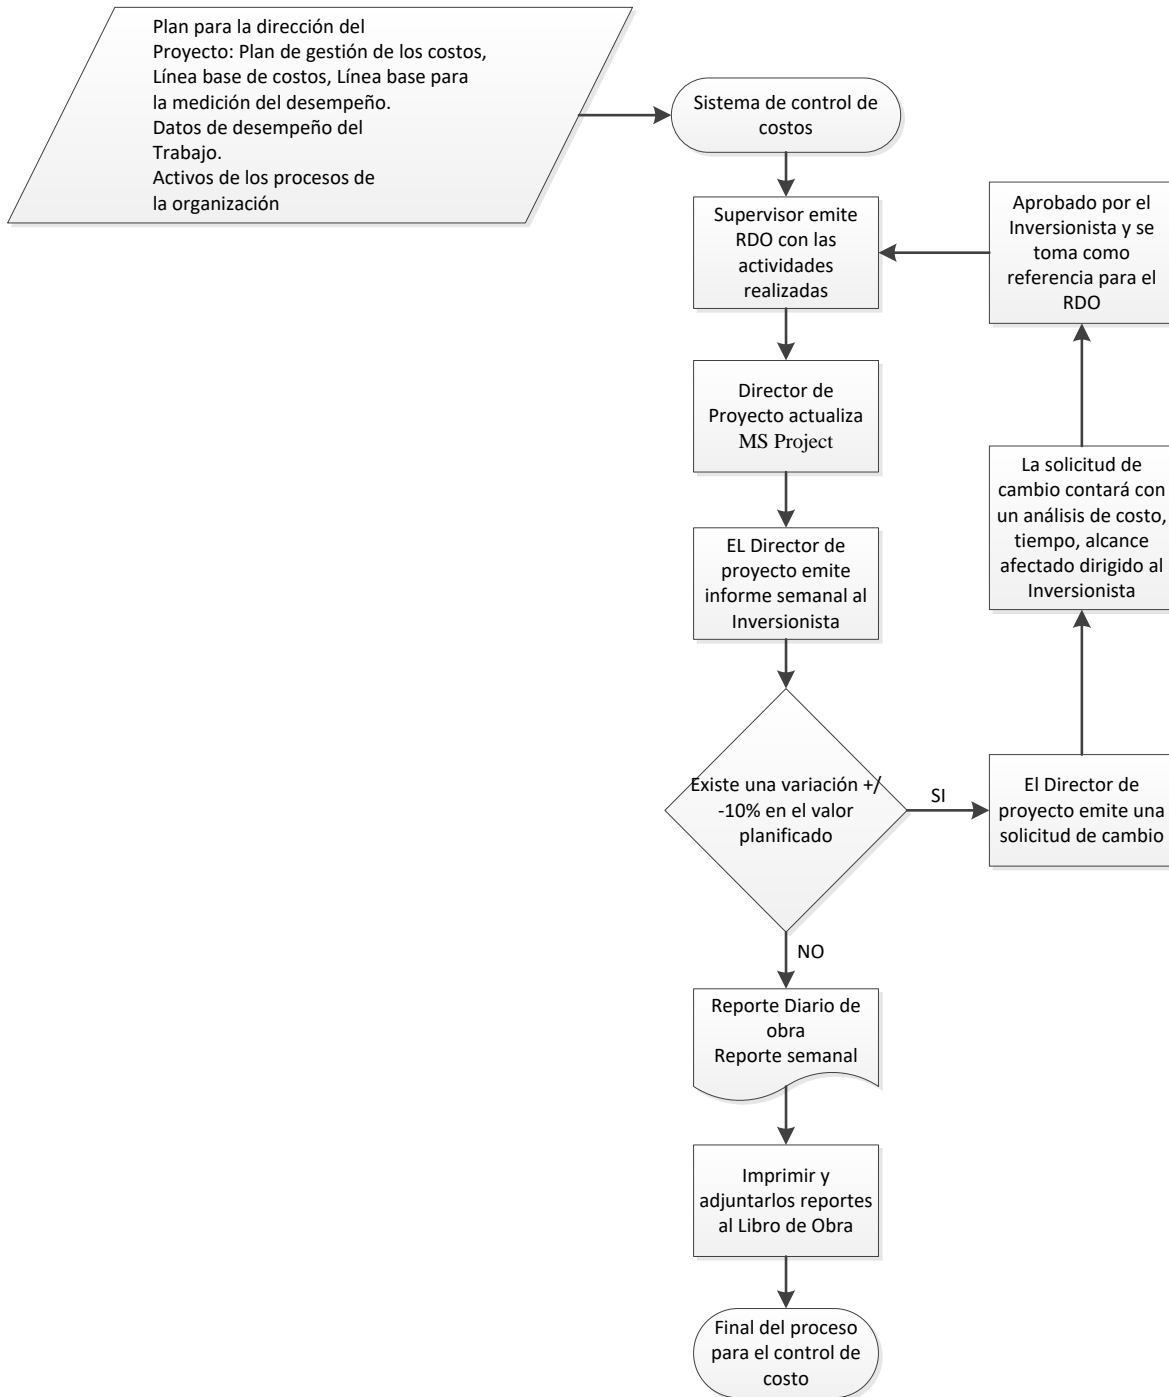 Plan para la dirección del
Proyecto: Plan de gestión de los costos,
Línea base de costos, Línea base para
la medición del desempeño.
Datos de desempeño del
Trabajo.
Activos de los procesos de
la organización
Sistema de control de
costos
Supervisor emite
RDO con las
actividades
realizadas
Aprobado por el
Inversionista y se
toma como
referencia para el
RDO
Director de
Proyecto actualiza
MS Project
La solicitud de
cambio contará con
un análisis de costo,
tiempo, alcance
afectado dirigido al
Inversionista
EL Director de
proyecto emite
informe semanal al
Inversionista
Existe una variación +/
-10% en el valor
planificado
SI
El Director de
proyecto emite una
solicitud de cambio
NO
Reporte Diario de
obra
Reporte semanal
Imprimir y
adjuntarlos reportes
al Libro de Obra
Final del proceso
para el control de
costo